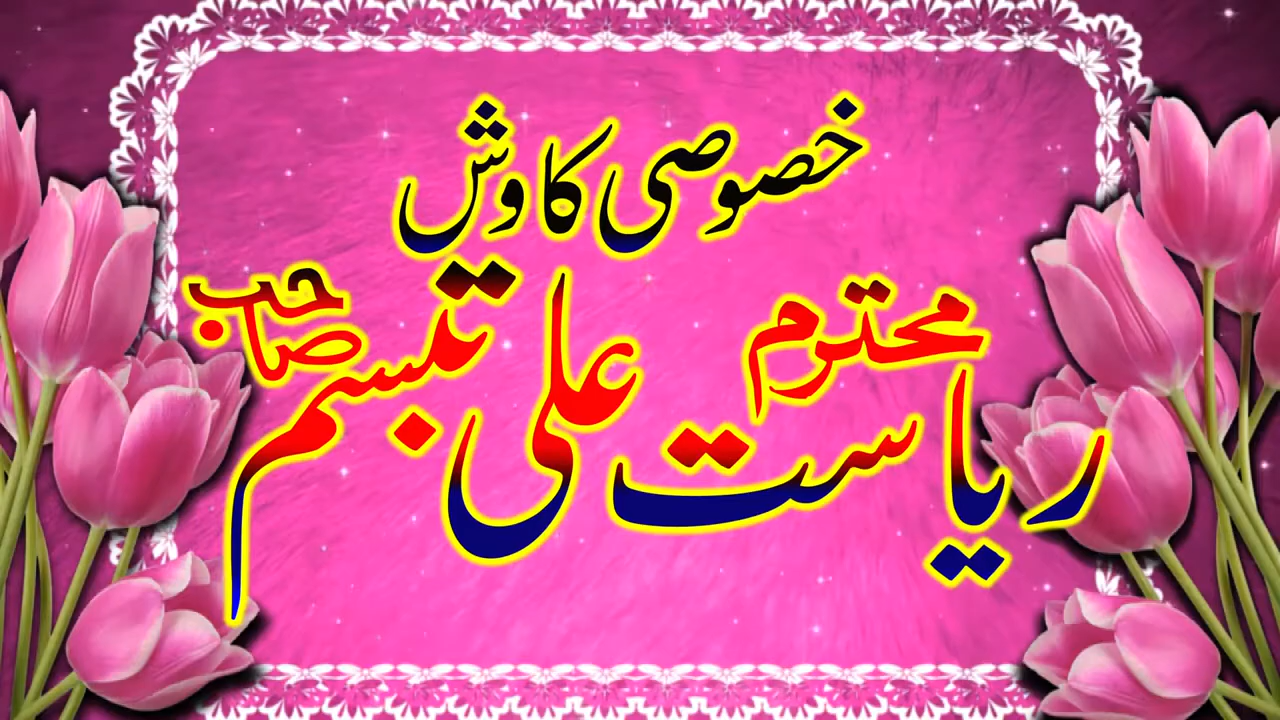 خصوصی کاوش
محترم
ریاست علی تبسم صاحب